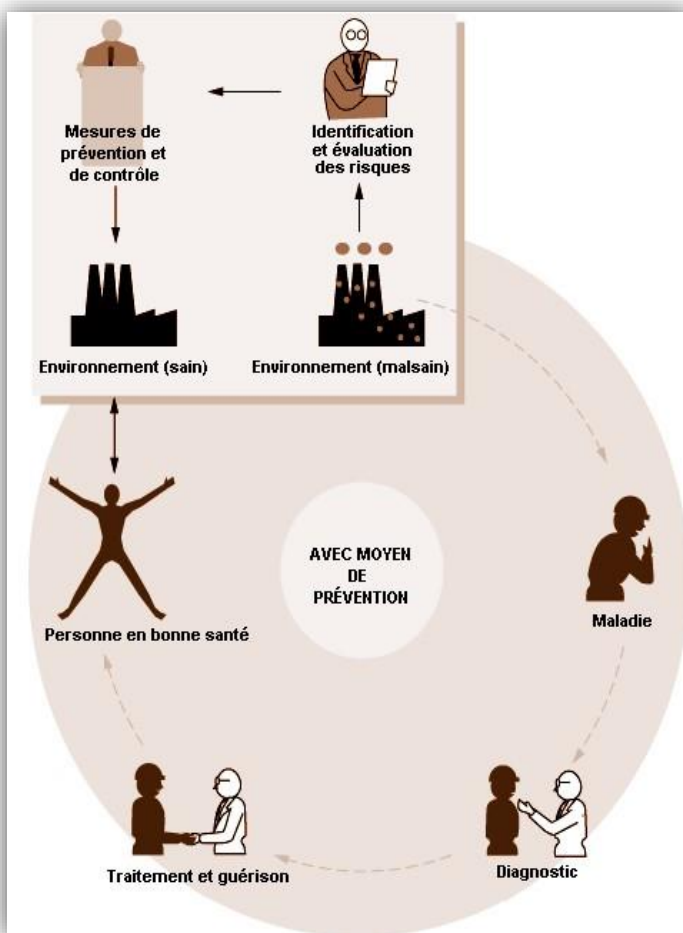 Mesures de
prévention et
de contrôle
Identification
et évaluation
des risques
Environnement (sain)
Environnement (malsain)
AVEC MOYEN
DE
PRÉVENTION
Personne en bonne santé
Maladie
Traitement et guérison
Diagnostic